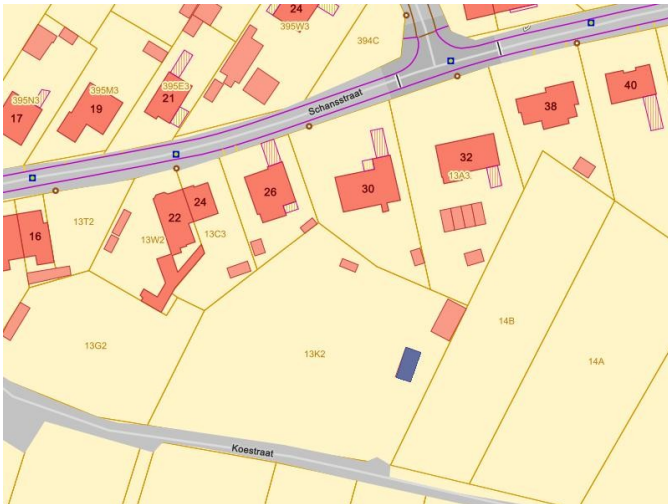 24
395W3
394C
395M3
395E3
395N3
19
21
17
Schansstraat
40
38
32
13A3
30
26
24
22
13C3
13W2
13T2
16
14B
14A
13K2
13G2
Koestraat